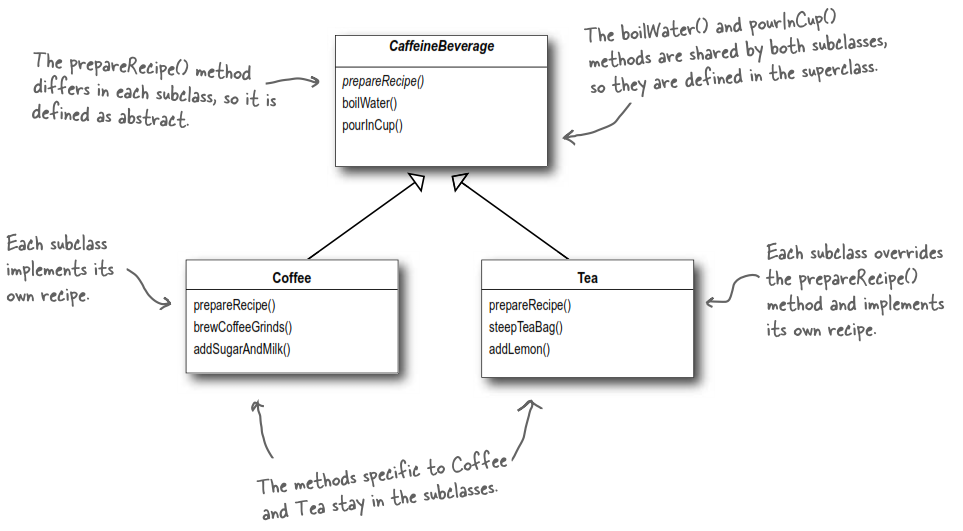 The prepareRecipe() method
differs in each subclass, so it is
defined as abstract.
CaffeineBeverage
prepareRecipe()
boilWater()
pourInCup()
The boilWater() and pourInCup()
methods are shared by both subclasses,
so they are defined in the superclass.
Each subclass
implements its
own recipe.
Coffee
prepareRecipe()
brewCoffeeGrinds()
addSugarAndMilk()
Tea
prepareRecipe()
steepTeaBag()
addLemon()
Each subclass overrides
the prepareRecipe()
method and implements
its own recipe.
The methods specific to Coffee
and Tea stay in the subclasses.